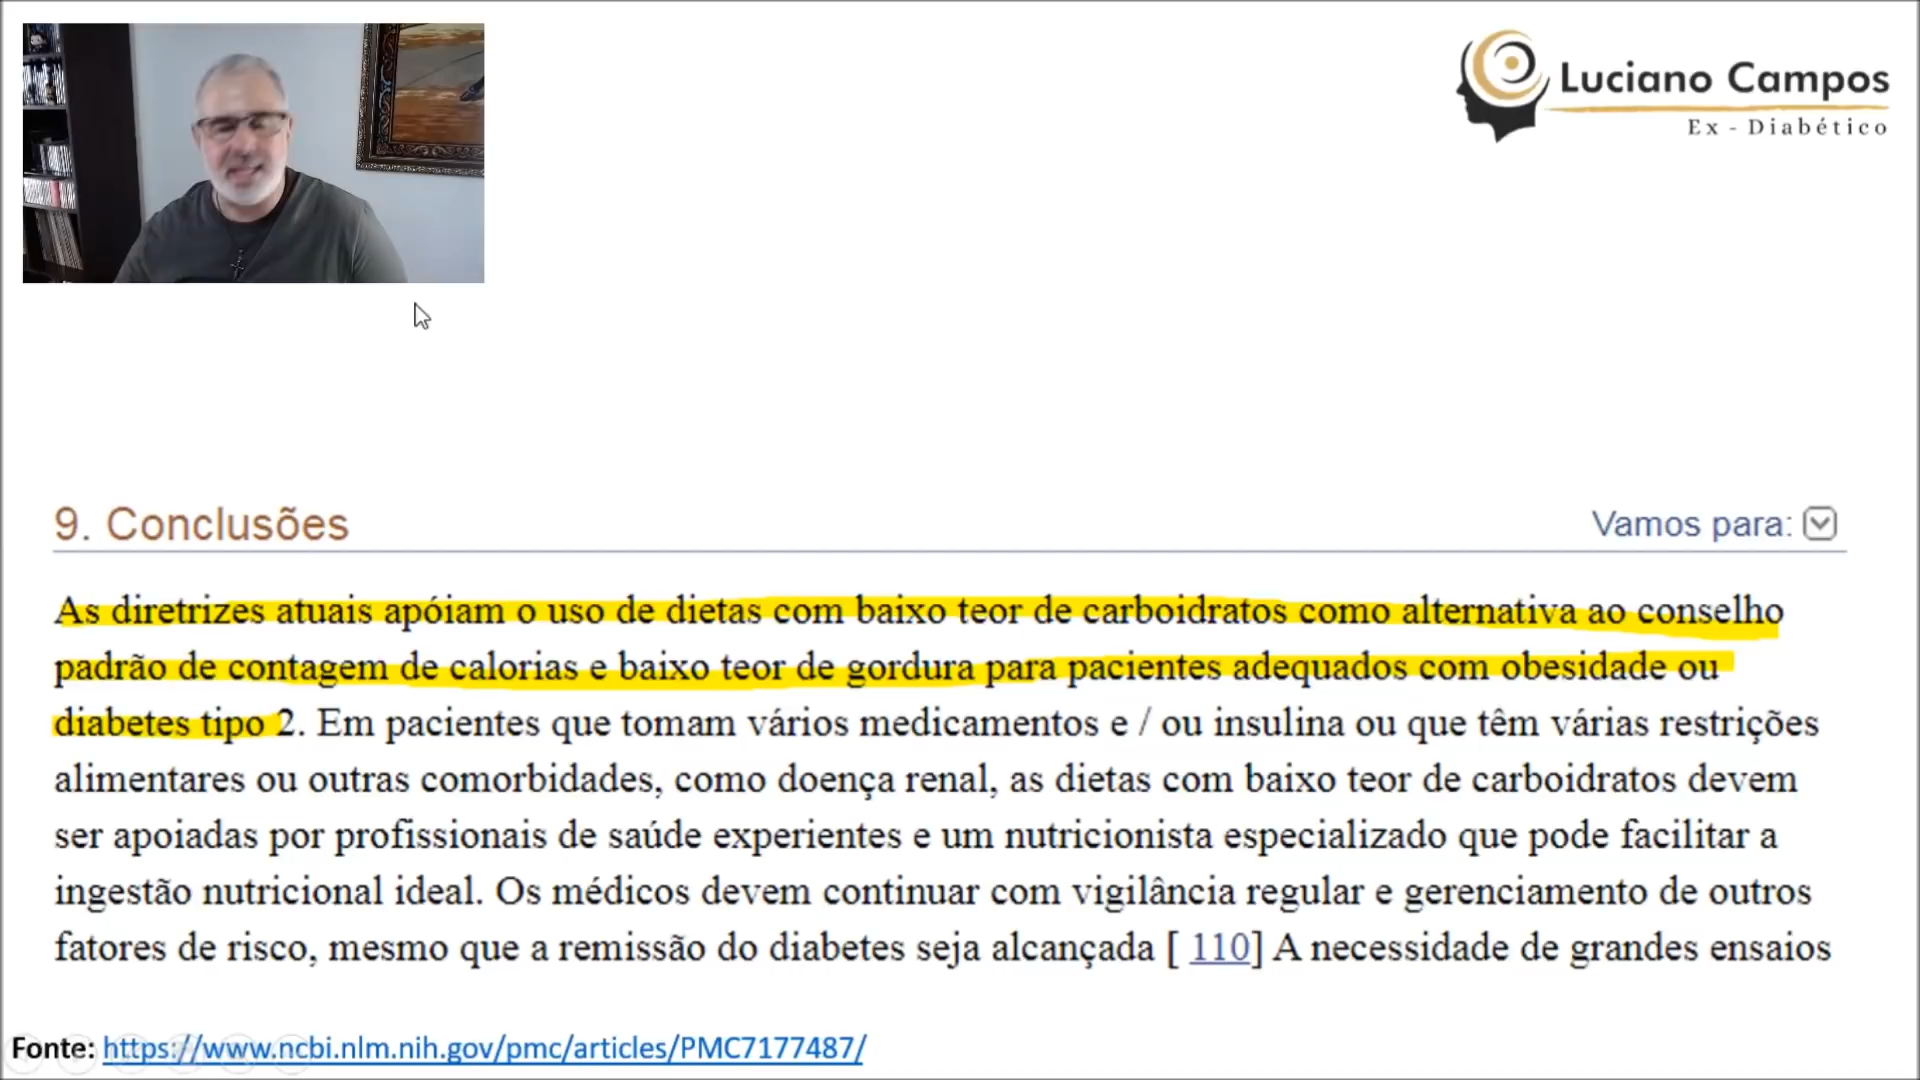 Luciano Campos
Ex - Diabético
9. Conclusões
Vamos para:
As diretrizes atuais apóiam o uso de dietas com baixo teor de carboidratos como alternativa ao conselho
padrão de contagem de calorias e baixo teor de gordura para pacientes adequados com obesidade ou
diabetes tipo 2. Em pacientes que tomam vários medicamentos e / ou insulina ou que têm várias restrições
alimentares ou outras comorbidades, como doença renal, as dietas com baixo teor de carboidratos devem
ser apoiadas por profissionais de saúde experientes e um nutricionista especializado que pode facilitar a
ingestão nutricional ideal. Os médicos devem continuar com vigilância regular e gerenciamento de outros
fatores de risco, mesmo que a remissão do diabetes seja alcançada [ 110] A necessidade de grandes ensaios
Fonte: https://www.ncbi.nlm.nih.gov/pmc/articles/PMC7177487/